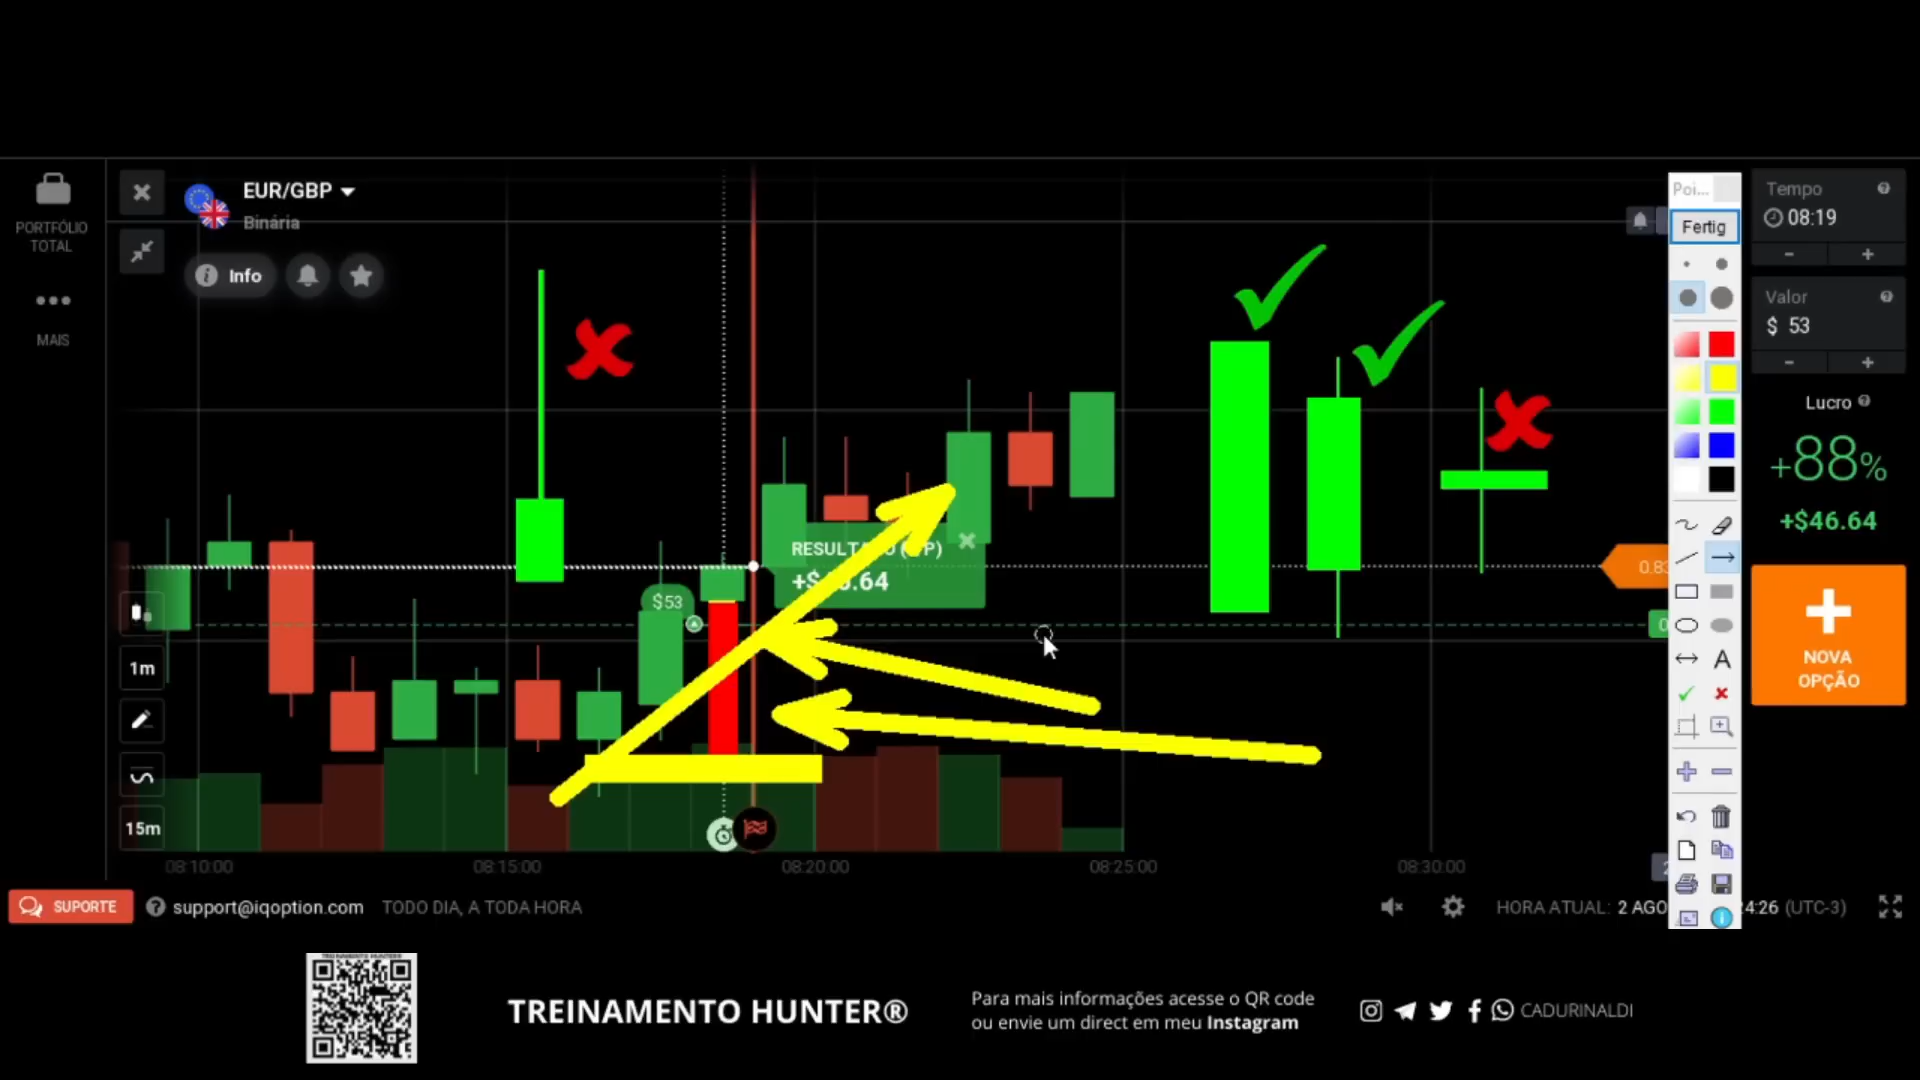 PORTFÓLIO
TOTAL
MAIS
EUR/GBP
Binária
Info
$53
+$
.64
1m
15m
08:10:00
08:15:00
08:20:00
08:25:00
08:30:00
Poi...
Fertig
A
Tempo
08:19
Valor
$ 53
Lucro
+88%
+$46.64
NOVA
OPÇÃO
SUPORTE
support@iqoption.com
TODO DIA, A TODA HORA
HORA ATUAL: 2 AGO
4:26 (UTC-3)
TREINAMENTO HUNTER®
Para mais informações acesse o QR code
ou envie um direct em meu Instagram
CADURINALDI